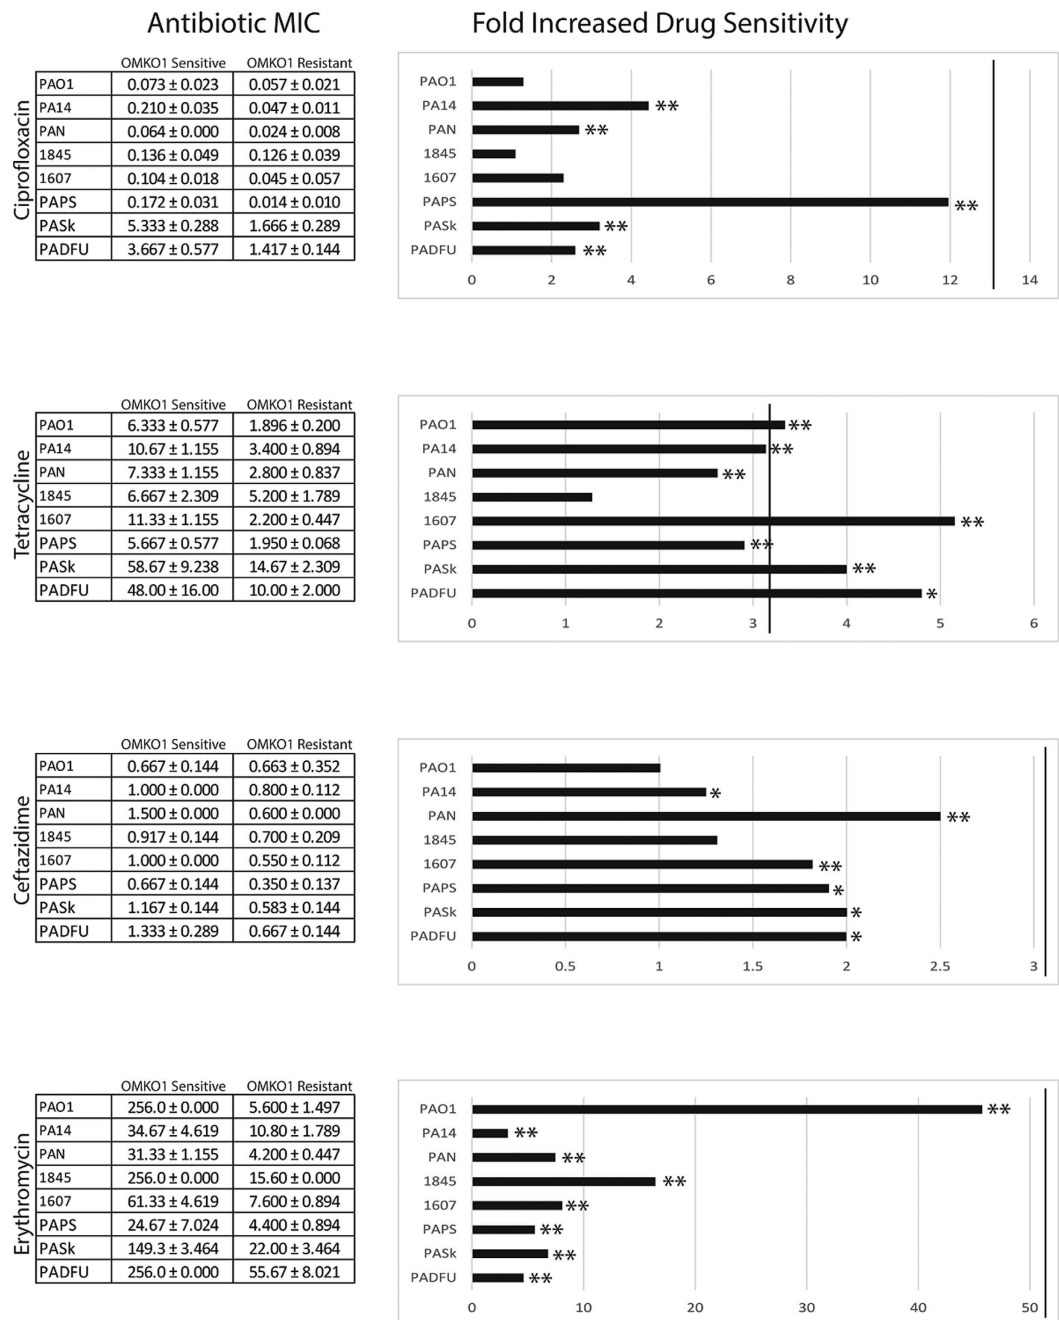 Antibiotic MIC Fold Increased Drug Sensitivity
Ciprofloxacin
OMKO1 Sensitive OMKO1 Resistant
PAO1 0.073 ± 0.023 0.057 ± 0.021
PA14 0.210 ± 0.035 0.047 ± 0.011
PAN 0.064 ± 0.000 0.024 ± 0.008
1845 0.136 ± 0.049 0.126 ± 0.039
1607 0.104 ± 0.018 0.045 ± 0.057
PAPS 0.172 ± 0.031 0.014 ± 0.010
PASk 5.333 ± 0.288 1.666 ± 0.289
PADFU 3.667 ± 0.577 1.417 ± 0.144
PAO1
PA14 **
PAN **
1845
1607
PAPS **
PASk **
PADFU **
0 2 4 6 8 10 12 14
Tetracycline
OMKO1 Sensitive OMKO1 Resistant
PAO1 6.333 ± 0.577 1.896 ± 0.200
PA14 10.67 ± 1.155 3.400 ± 0.894
PAN 7.333 ± 1.155 2.800 ± 0.837
1845 6.667 ± 2.309 5.200 ± 1.789
1607 11.33 ± 1.155 2.200 ± 0.447
PAPS 5.667 ± 0.577 1.950 ± 0.068
PASk 58.67 ± 9.238 14.67 ± 2.309
PADFU 48.00 ± 16.00 10.00 ± 2.000
PAO1 **
PA14 **
PAN **
1845
1607 **
PAPS **
PASk **
PADFU *
0 1 2 3 4 5 6
Ceftazidime
OMKO1 Sensitive OMKO1 Resistant
PAO1 0.667 ± 0.144 0.663 ± 0.352
PA14 1.000 ± 0.000 0.800 ± 0.112
PAN 1.500 ± 0.000 0.600 ± 0.000
1845 0.917 ± 0.144 0.700 ± 0.209
1607 1.000 ± 0.000 0.550 ± 0.112
PAPS 0.667 ± 0.144 0.350 ± 0.137
PASk 1.167 ± 0.144 0.583 ± 0.144
PADFU 1.333 ± 0.289 0.667 ± 0.144
PAO1
PA14 *
PAN **
1845
1607 **
PAPS *
PASk *
PADFU *
0 0.5 1 1.5 2 2.5 3
Erythromycin
OMKO1 Sensitive OMKO1 Resistant
PAO1 256.0 ± 0.000 5.600 ± 1.497
PA14 34.67 ± 4.619 10.80 ± 1.789
PAN 31.33 ± 1.155 4.200 ± 0.447
1845 256.0 ± 0.000 15.60 ± 0.000
1607 61.33 ± 4.619 7.600 ± 0.894
PAPS 24.67 ± 7.024 4.400 ± 0.894
PASk 149.3 ± 3.464 22.00 ± 3.464
PADFU 256.0 ± 0.000 55.67 ± 8.021
PAO1 **
PA14 **
PAN **
1845 **
1607 **
PAPS **
PASk **
PADFU **
0 10 20 30 40 50